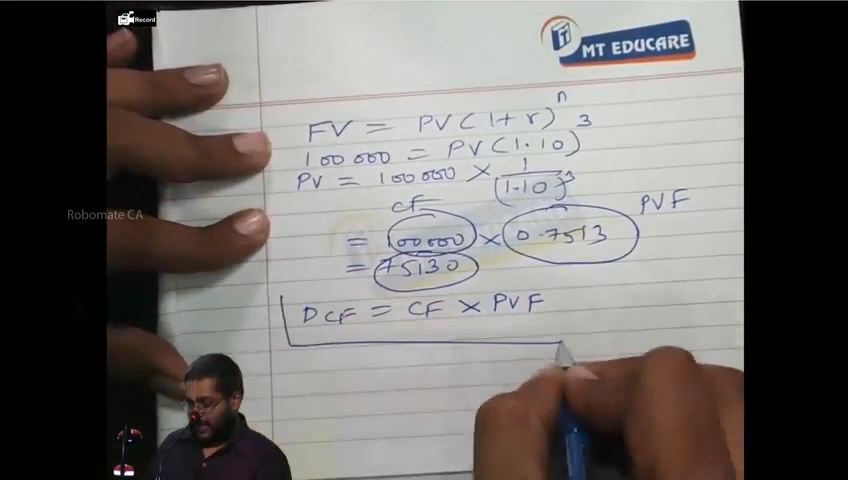 Record
MT EDUCARE
FV = PV(1+r)^n
100000 = PV(1.10)^3
PV = 100000 × 1/(1.10)^3
CF
= 100000 × 0.7513 PVF
= 75130
DCF = CF × PVF
Robomate CA